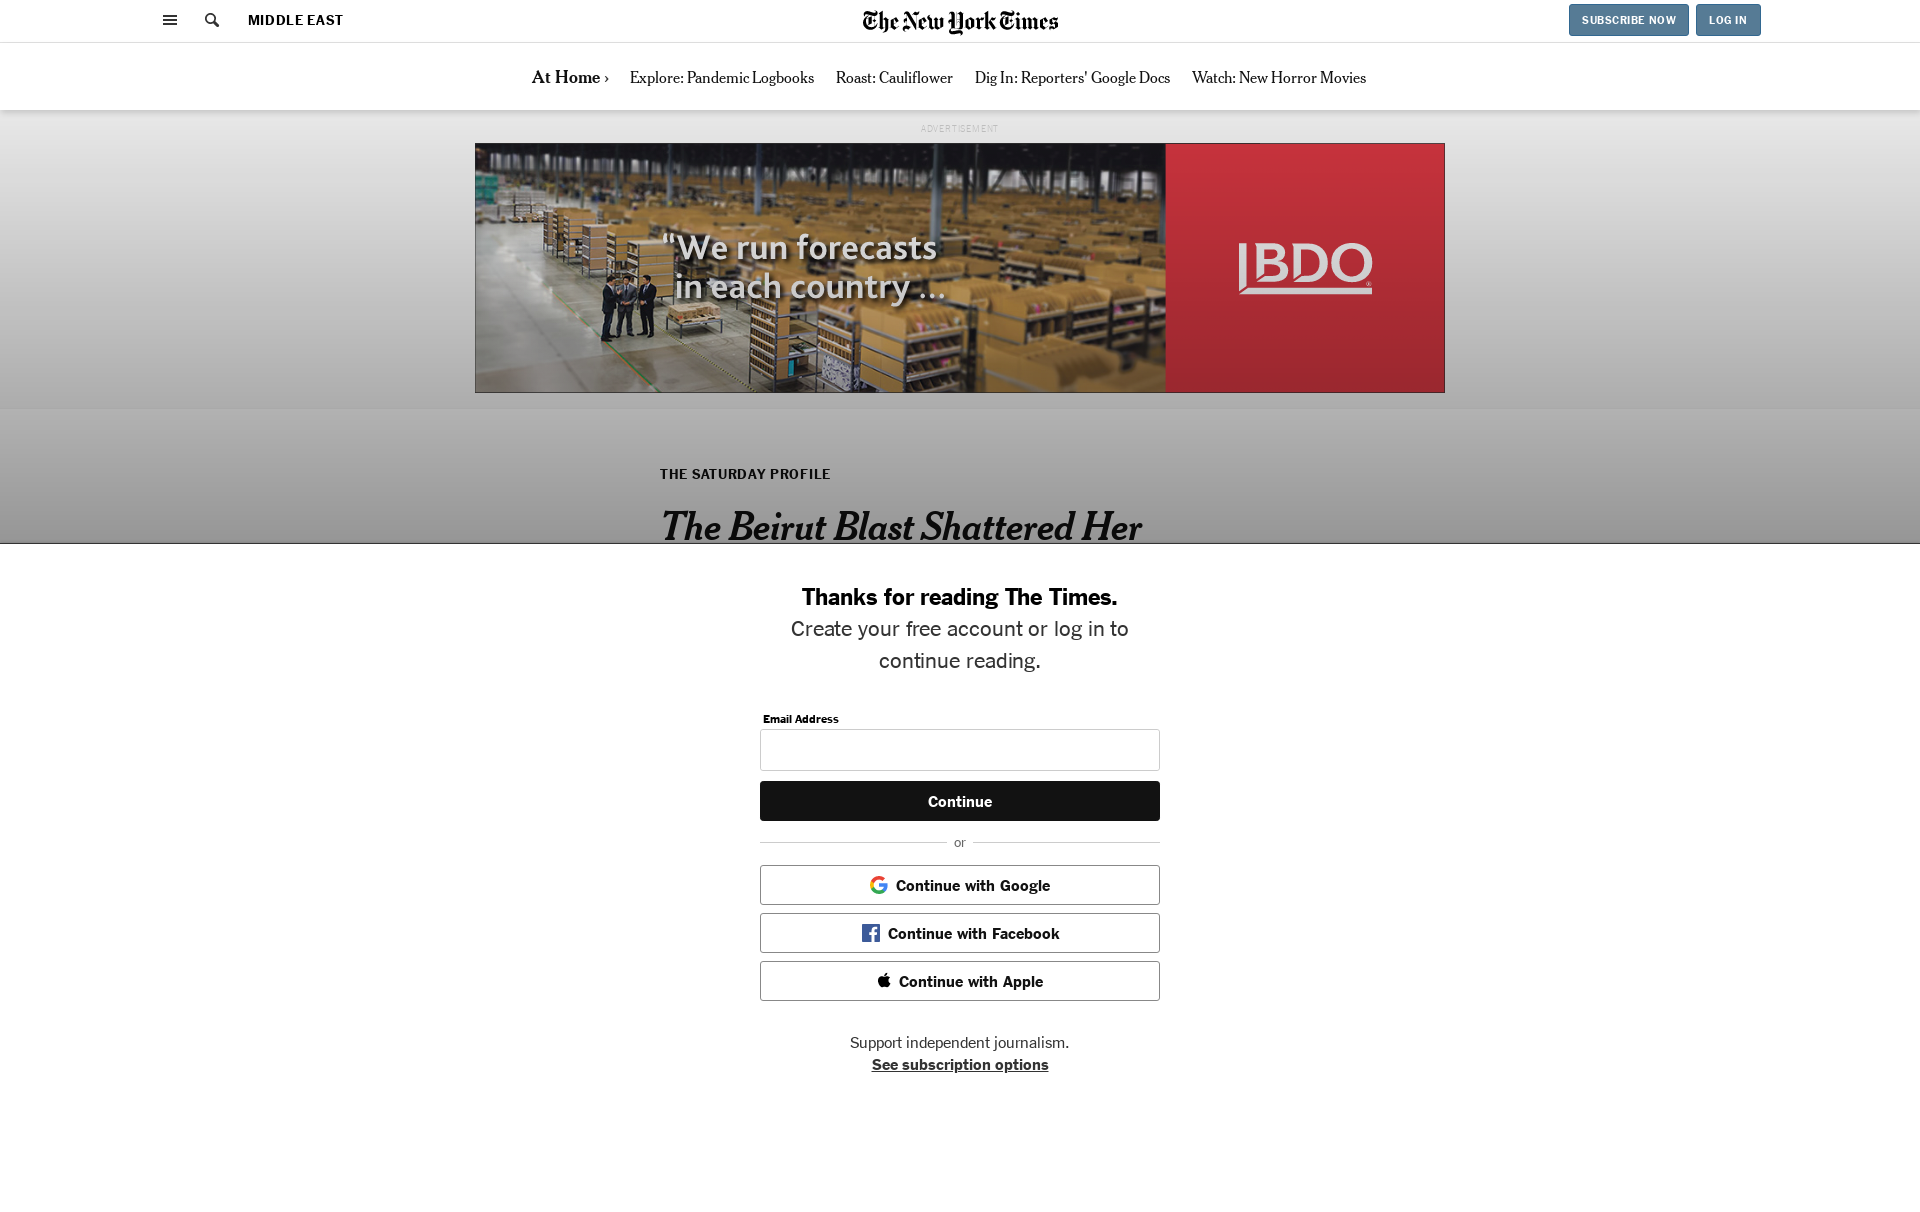 MIDDLE EAST
The New York Times
SUBSCRIBE NOW
LOG IN
At Home ›
Explore: Pandemic Logbooks
Roast: Cauliflower
Dig In: Reporters' Google Docs
Watch: New Horror Movies
ADVERTISEMENT
“We run forecasts
in each country ...
BDO
®
THE SATURDAY PROFILE
The Beirut Blast Shattered Her
Thanks for reading The Times.
Create your free account or log in to
continue reading.
Email Address
Continue
or
Continue with Google
Continue with Facebook
Continue with Apple
Support independent journalism.
See subscription options